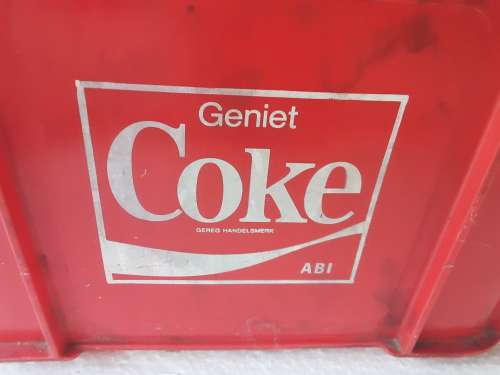 Geniet
Coke
GEREG HANDELSMERK
ABI